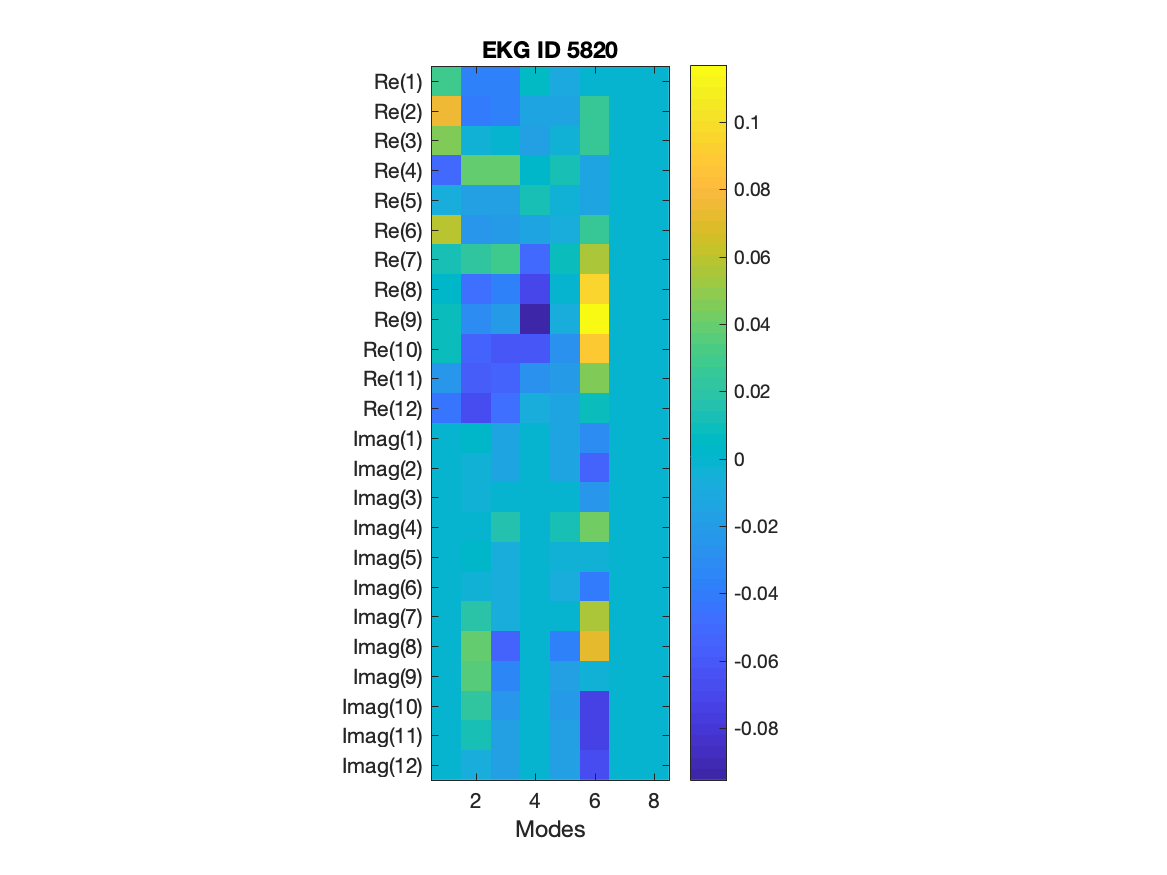 EKG ID 5820
Re(1)
Re(2)
Re(3)
Re(4)
Re(5)
Re(6)
Re(7)
Re(8)
Re(9)
Re(10)
Re(11)
Re(12)
Imag(1)
Imag(2)
Imag(3)
Imag(4)
Imag(5)
Imag(6)
Imag(7)
Imag(8)
Imag(9)
Imag(10)
Imag(11)
Imag(12)
2 4 6 8
Modes
0.1
0.08
0.06
0.04
0.02
0
-0.02
-0.04
-0.06
-0.08